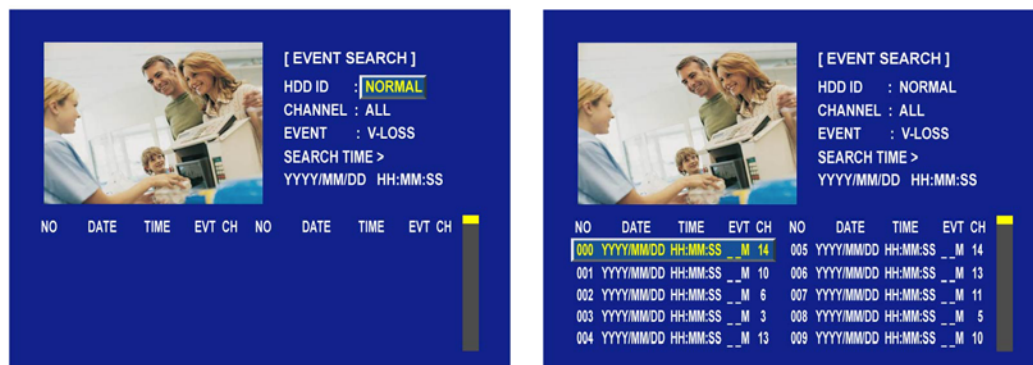 [ EVENT SEARCH ]
HDD ID : NORMAL
CHANNEL : ALL
EVENT : V-LOSS
SEARCH TIME >
YYYY/MM/DD HH:MM:SS
NO DATE TIME EVT CH NO DATE TIME EVT CH
[ EVENT SEARCH ]
HDD ID : NORMAL
CHANNEL : ALL
EVENT : V-LOSS
SEARCH TIME >
YYYY/MM/DD HH:MM:SS
NO DATE TIME EVT CH NO DATE TIME EVT CH
000 YYYY/MM/DD HH:MM:SS _ _M 14 005 YYYY/MM/DD HH:MM:SS _ _M 14
001 YYYY/MM/DD HH:MM:SS _ _M 10 006 YYYY/MM/DD HH:MM:SS _ _M 13
002 YYYY/MM/DD HH:MM:SS _ _M 6 007 YYYY/MM/DD HH:MM:SS _ _M 11
003 YYYY/MM/DD HH:MM:SS _ _M 3 008 YYYY/MM/DD HH:MM:SS _ _M 5
004 YYYY/MM/DD HH:MM:SS _ _M 13 009 YYYY/MM/DD HH:MM:SS _ _M 10